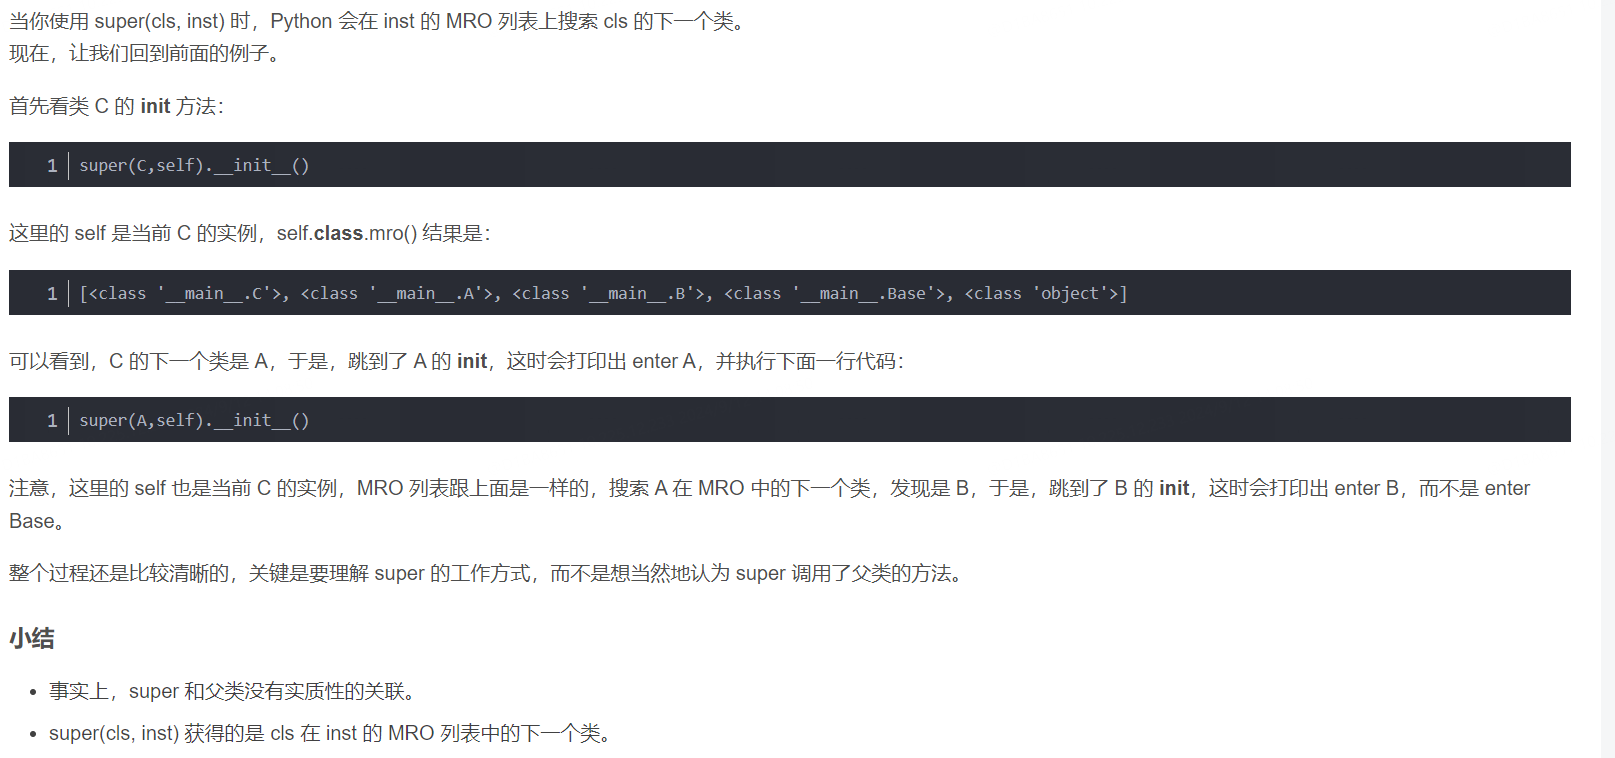 当你使用 super(cls, inst) 时，Python 会在 inst 的 MRO 列表上搜索 cls 的下一个类。
现在，让我们回到前面的例子。
首先看类 C 的 init 方法：
1 super(C,self).__init__()
这里的 self 是当前 C 的实例，self.class.mro() 结果是：
1 [<class '__main__.C'>, <class '__main__.A'>, <class '__main__.B'>, <class '__main__.Base'>, <class 'object'>]
可以看到，C 的下一个类是 A，于是，跳到了 A 的 init，这时会打印出 enter A，并执行下面一行代码：
1 super(A,self).__init__()
注意，这里的 self 也是当前 C 的实例，MRO 列表跟上面是一样的，搜索 A 在 MRO 中的下一个类，发现是 B，于是，跳到了 B 的 init，这时会打印出 enter B，而不是 enter
Base。
整个过程还是比较清晰的，关键是要理解 super 的工作方式，而不是想当然地认为 super 调用了父类的方法。
小结
• 事实上，super 和父类没有实质性的关联。
• super(cls, inst) 获得的是 cls 在 inst 的 MRO 列表中的下一个类。